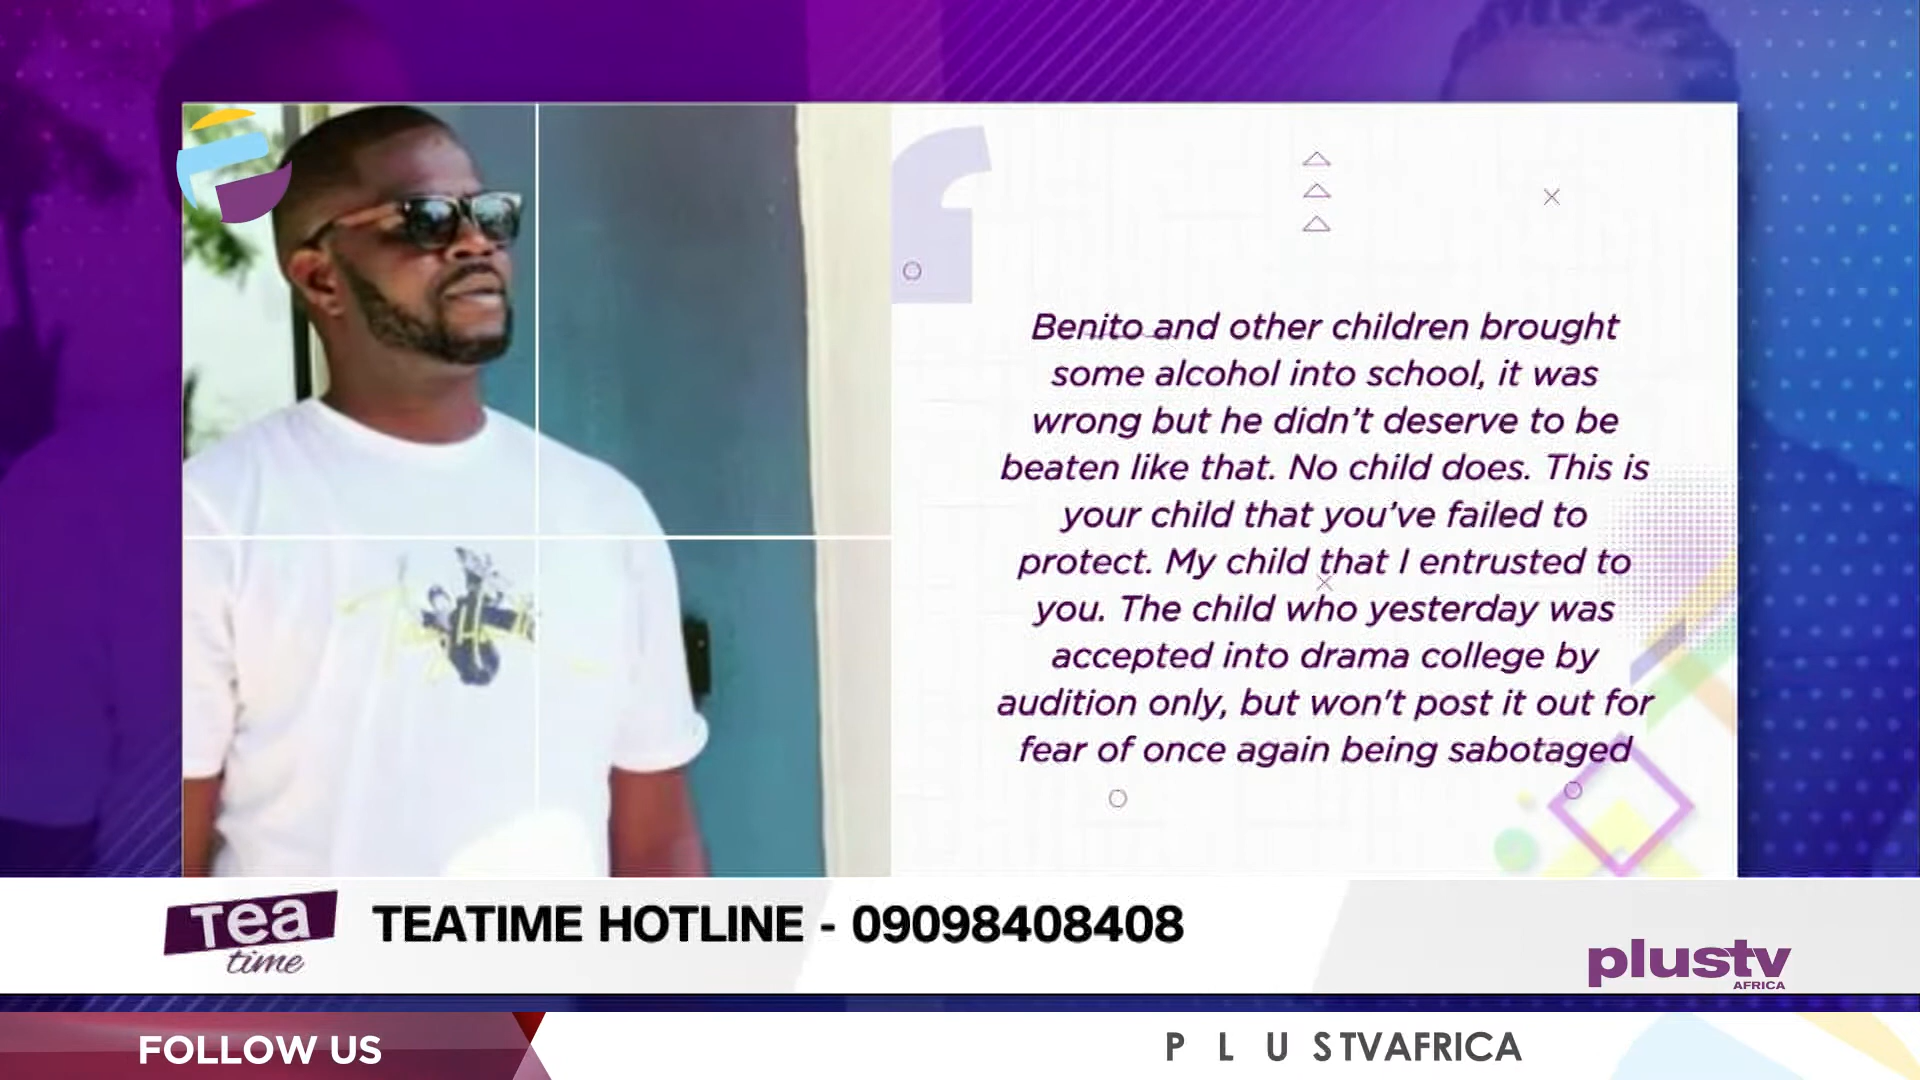 Benito and other children brought
some alcohol into school, it was
wrong but he didn't deserve to be
beaten like that. No child does. This is
your child that you've failed to
protect. My child that I entrusted to
you. The child who yesterday was
accepted into drama college by
audition only, but won't post it out for
fear of once again being sabotaged
Tea
time
TEATIME HOTLINE - 09098408408
plustv
AFRICA
FOLLOW US
P L U STVAFRICA